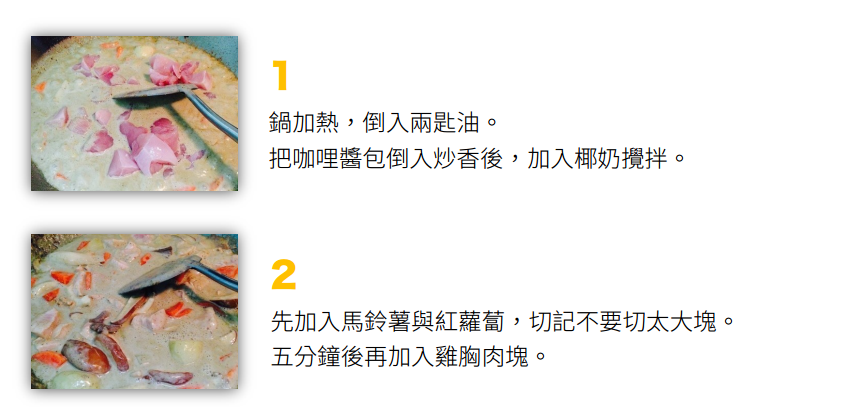 1
鍋加熱，倒入兩匙油。
把咖哩醬包倒入炒香後，加入椰奶攪拌。
2
先加入馬鈴薯與紅蘿蔔，切記不要切太大塊。
五分鐘後再加入雞胸肉塊。